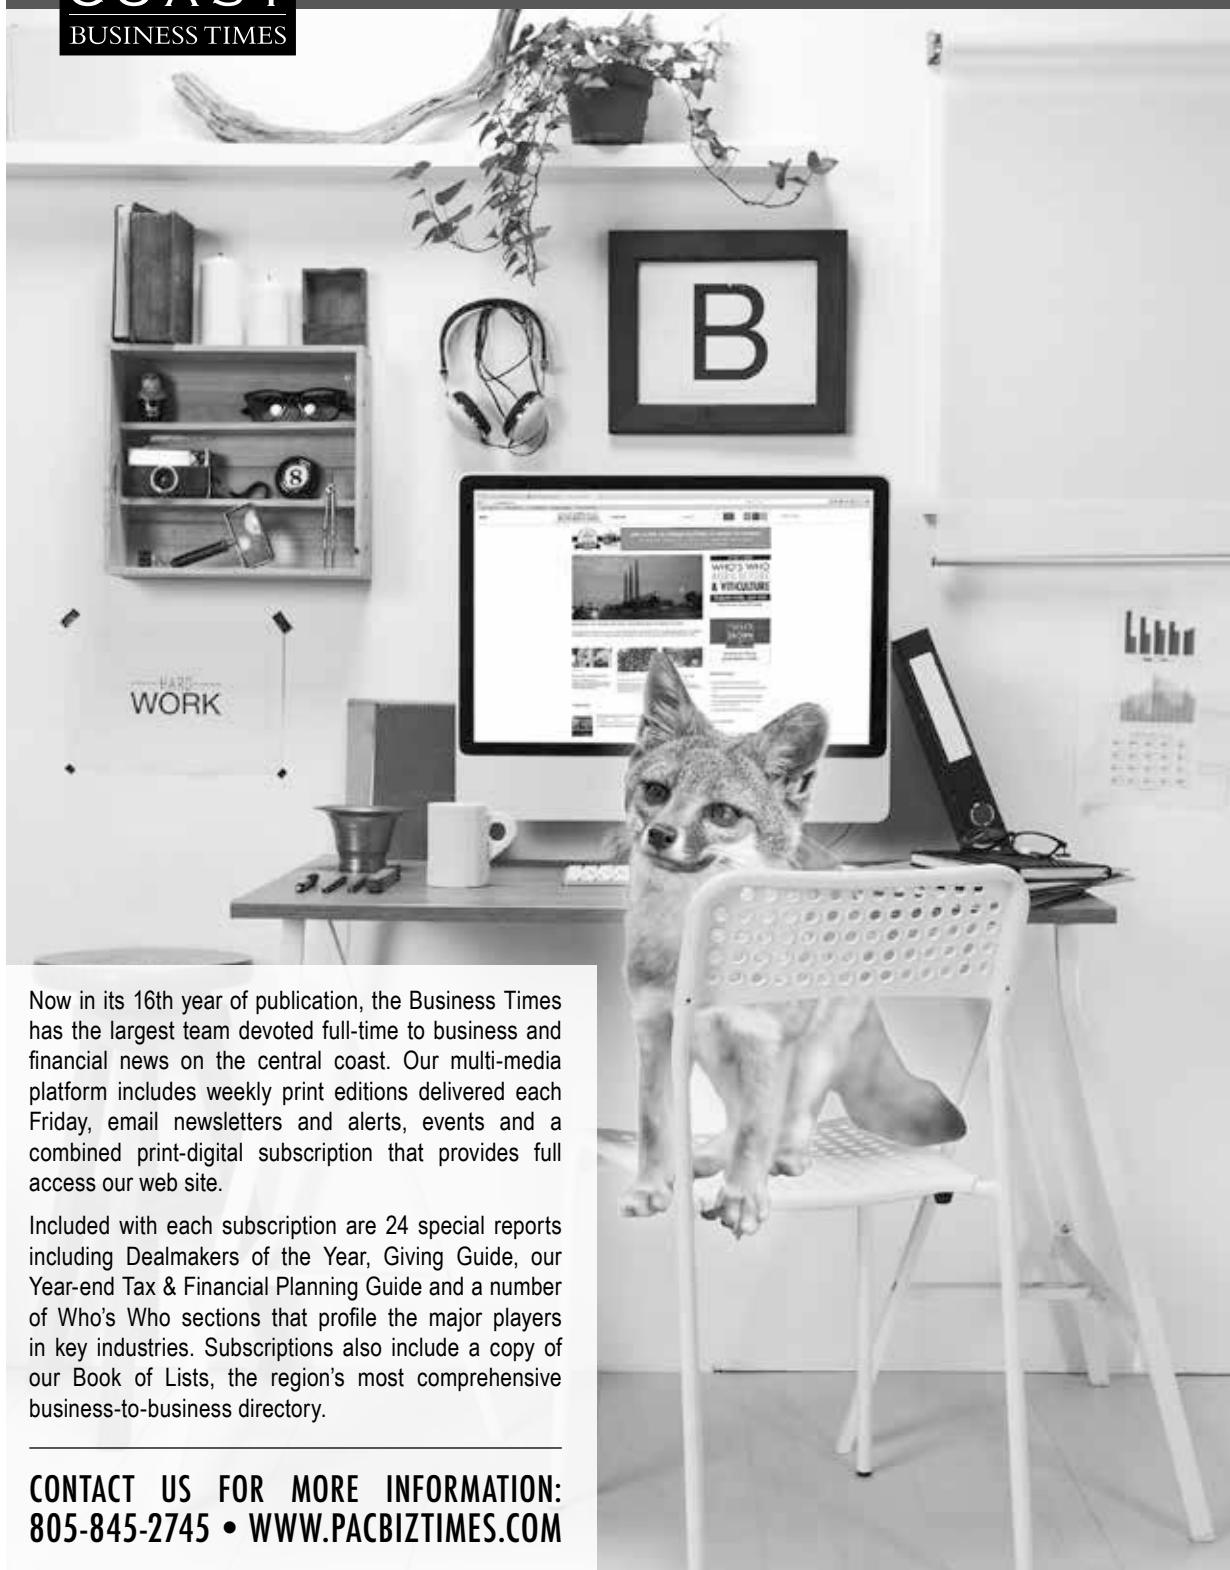 COAST
BUSINESS TIMES
B
8
WHO'S WHO
& VITICULTURE
HARD
WORK
Now in its 16th year of publication, the Business Times
has the largest team devoted full-time to business and
financial news on the central coast. Our multi-media
platform includes weekly print editions delivered each
Friday, email newsletters and alerts, events and a
combined print-digital subscription that provides full
access our web site.
Included with each subscription are 24 special reports
including Dealmakers of the Year, Giving Guide, our
Year-end Tax & Financial Planning Guide and a number
of Who's Who sections that profile the major players
in key industries. Subscriptions also include a copy of
our Book of Lists, the region's most comprehensive
business-to-business directory.
CONTACT US FOR MORE INFORMATION:
805-845-2745 • WWW.PACBIZTIMES.COM